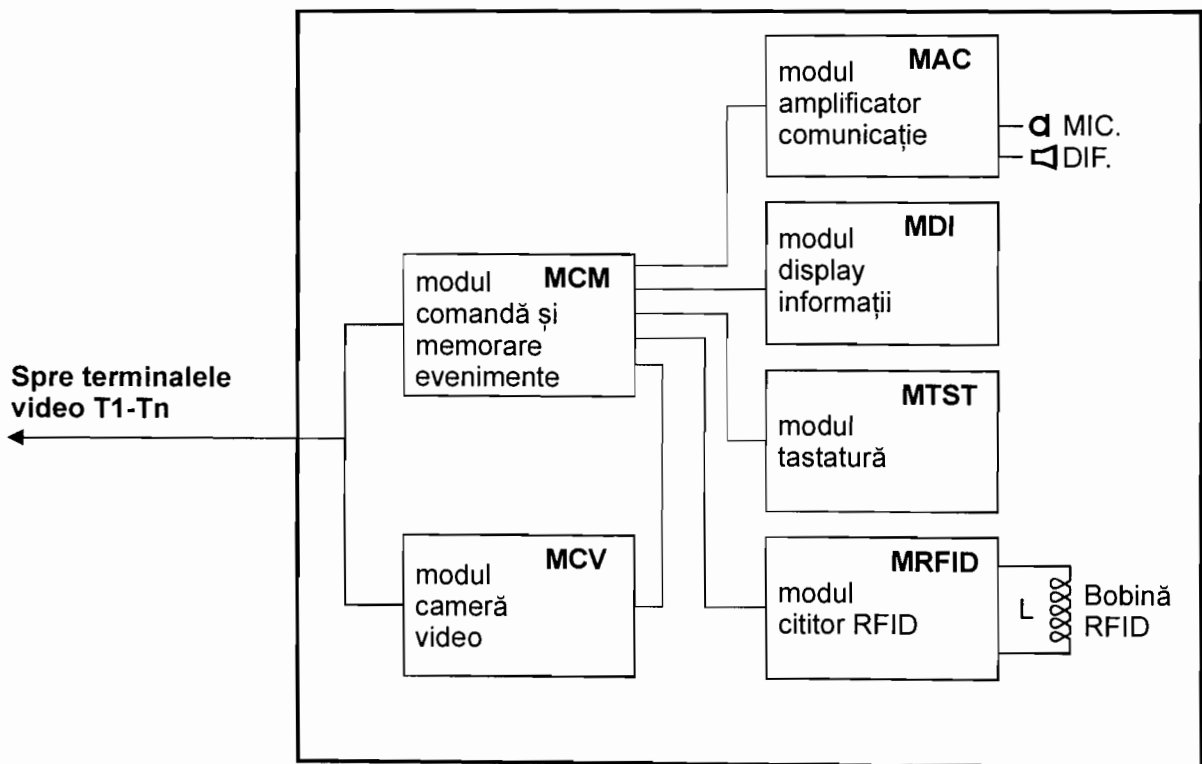 MAC
modul
amplificator
comunicație
MIC.
DIF.
MDI
modul
display
informații
MCM
modul
comandă și
memorare
evenimente
Spre terminalele
video T1-Tn
MTST
modul
tastatură
MCV
modul
cameră
video
MRFID
modul
cititor RFID
L
Bobină
RFID